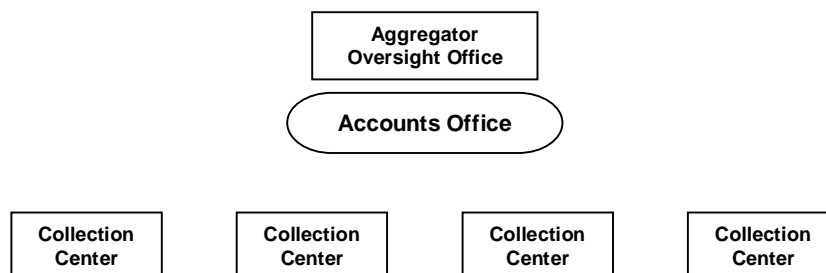 Aggregator
Oversight Office
Accounts Office
Collection
Center
Collection
Center
Collection
Center
Collection
Center